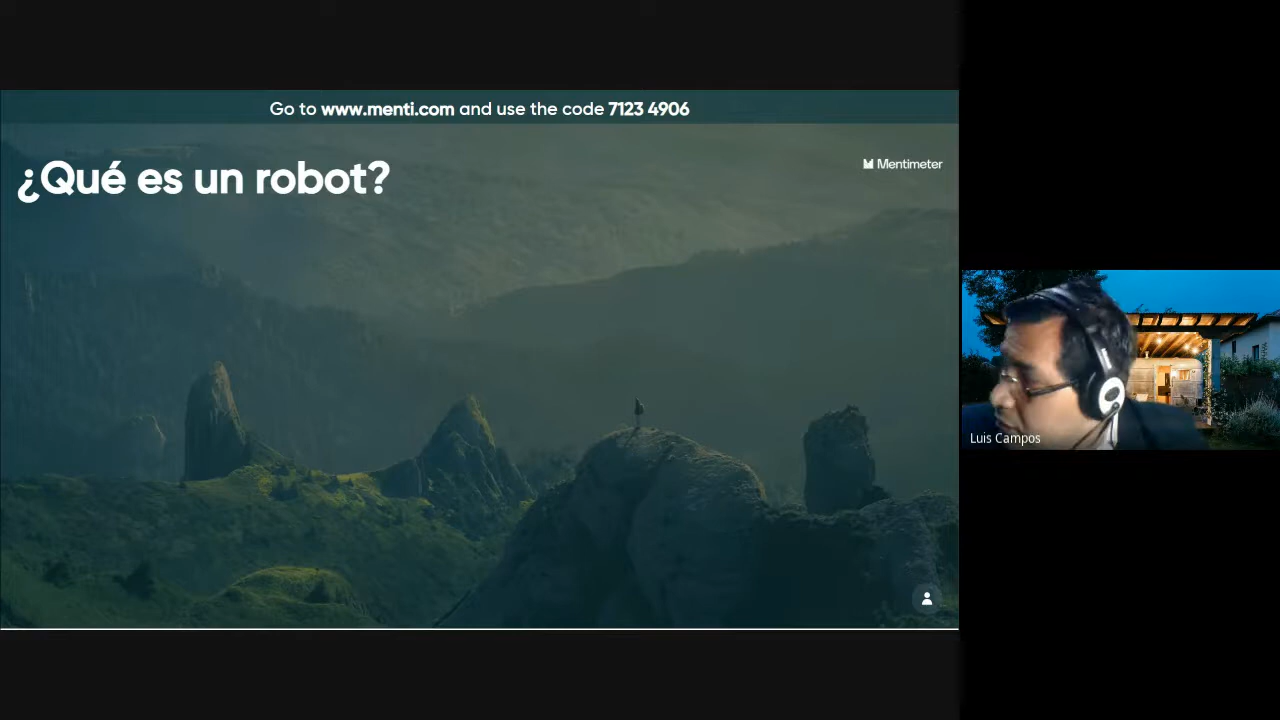 Go to www.menti.com and use the code 7123 4906
¿Qué es un robot?
Mentimeter
Luis Campos